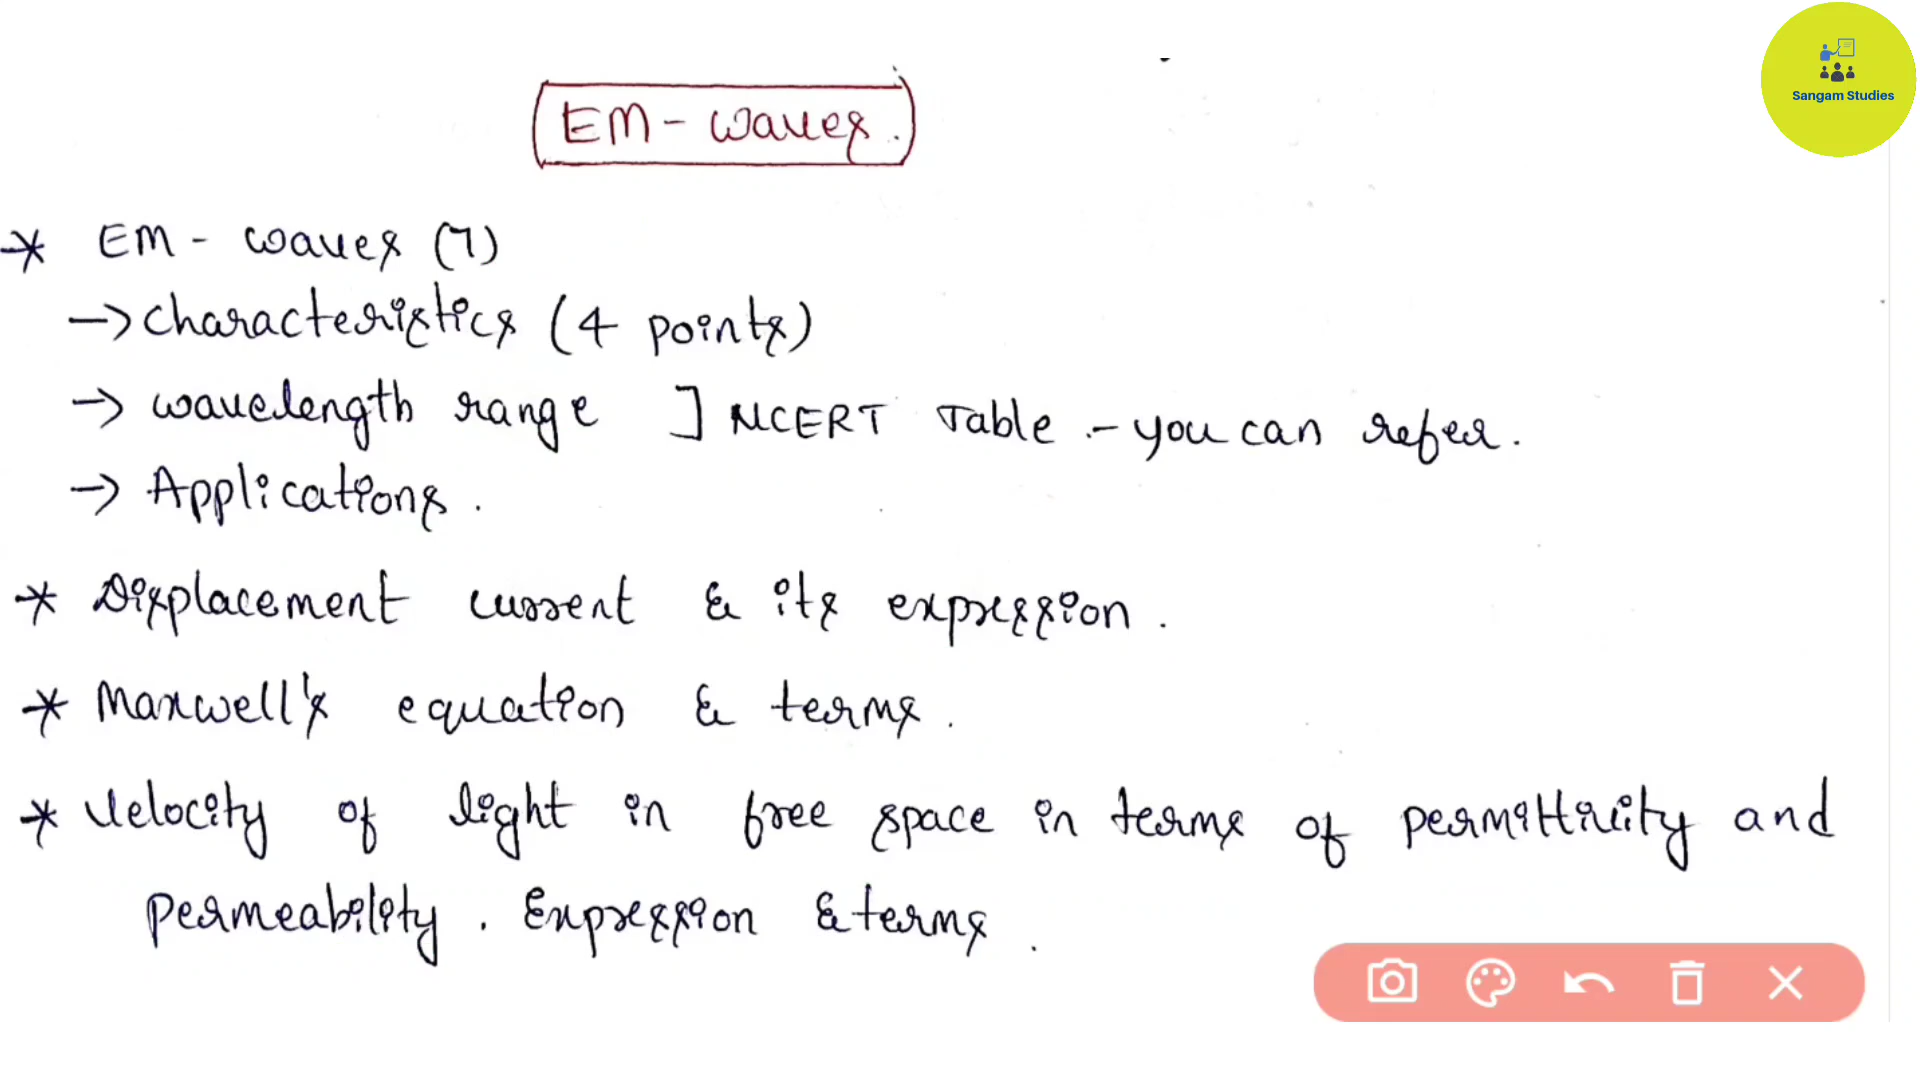 Sangam Studies
EM - waves.
* EM - waves (7)
→ characteristics (4 points)
→ wavelength range ] NCERT Table - you can refer.
→ Applications.
* Displacement current & its expression.
* Maxwell's equation & terms.
* Velocity of light in free space in terms of permittivity and
permeability. Expression & terms.